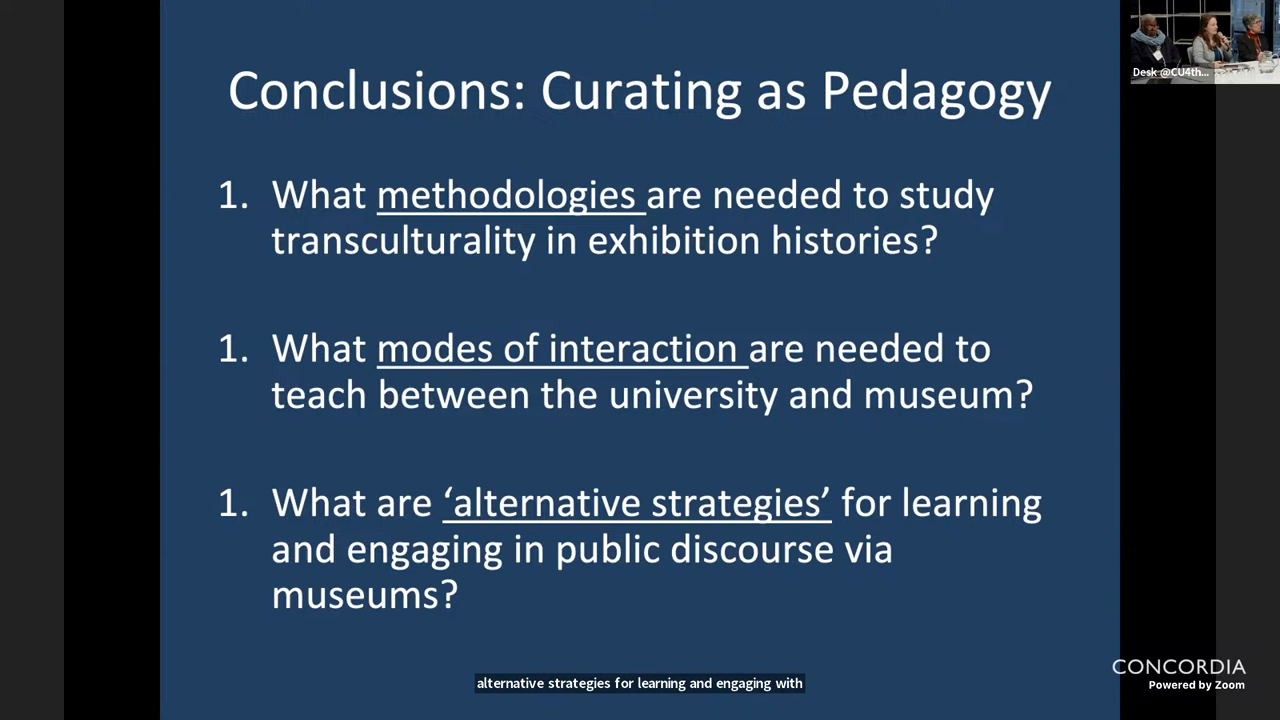 Desk @CU4th...
Conclusions: Curating as Pedagogy
1. What methodologies are needed to study
transculturality in exhibition histories?
1. What modes of interaction are needed to
teach between the university and museum?
1. What are ‘alternative strategies’ for learning
and engaging in public discourse via
museums?
alternative strategies for learning and engaging with
CONCORDIA
Powered by Zoom